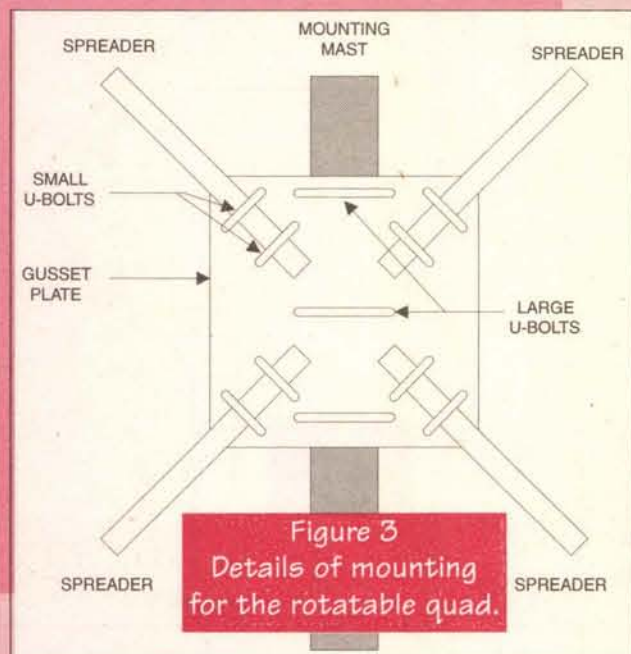 MOUNTING
MAST
SPREADER
SPREADER
SMALL
U-BOLTS
GUSSET
PLATE
LARGE
U-BOLTS
SPREADER
SPREADER
Figure 3
Details of mounting
for the rotatable quad.